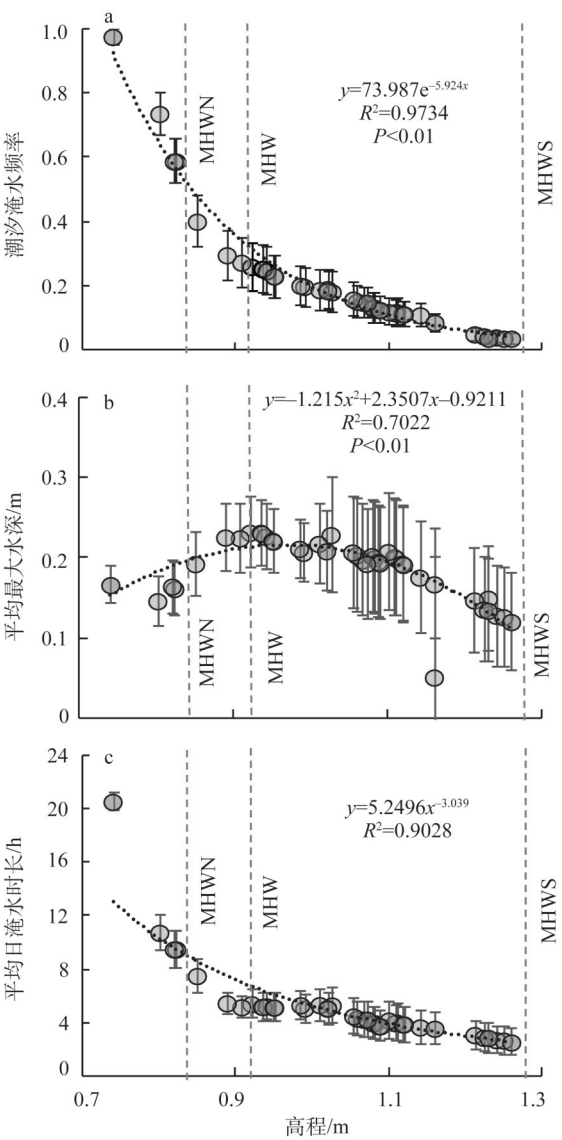 a
1.0
0.8
0.6
0.4
0.2
0
潮汐淹水频率
y=73.987e^–5.924x
R²=0.9734
P<0.01
MHWN
MHW
MHWS
b
0.4
0.3
0.2
0.1
0
平均最大水深/m
y=–1.215x²+2.3507x–0.9211
R²=0.7022
P<0.01
MHWN
MHW
MHWS
c
24
20
16
12
8
4
0
平均日淹水时长/h
y=5.2496x^–3.039
R²=0.9028
MHWN
MHW
MHWS
0.7 0.9 1.1 1.3
高程/m